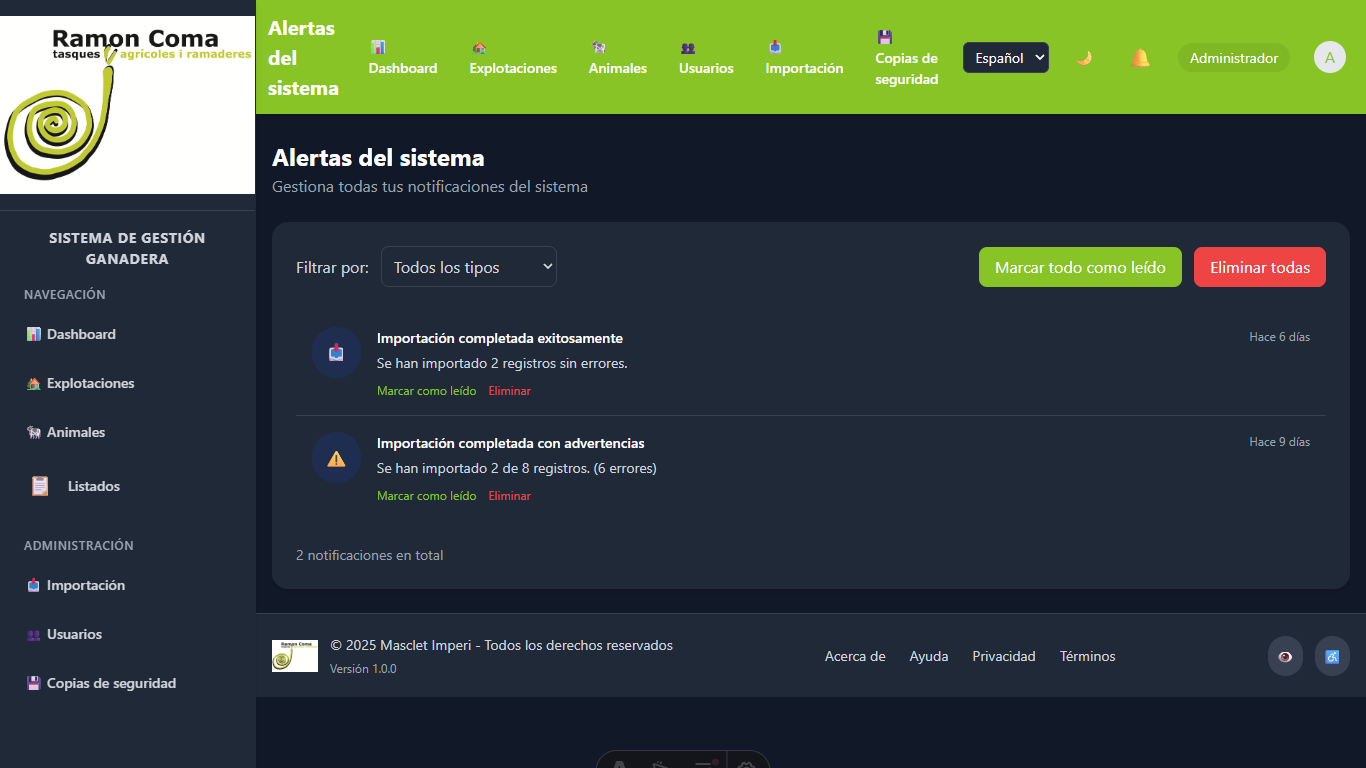 Ramon Coma
tasques agrícoles i ramaderes
SISTEMA DE GESTIÓN
GANADERA
NAVEGACIÓN
Dashboard
Explotaciones
Animales
Listados
ADMINISTRACIÓN
Importación
Usuarios
Copias de seguridad
Alertas
del
sistema
Dashboard
Explotaciones
Animales
Usuarios
Importación
Copias de
seguridad
Español
Administrador
A
Alertas del sistema
Gestiona todas tus notificaciones del sistema
Filtrar por:
Todos los tipos
Marcar todo como leído
Eliminar todas
Importación completada exitosamente
Hace 6 días
Se han importado 2 registros sin errores.
Marcar como leído Eliminar
Importación completada con advertencias
Hace 9 días
Se han importado 2 de 8 registros. (6 errores)
Marcar como leído Eliminar
2 notificaciones en total
Ramon Coma
© 2025 Masclet Imperi - Todos los derechos reservados
Versión 1.0.0
Acerca de
Ayuda
Privacidad
Términos